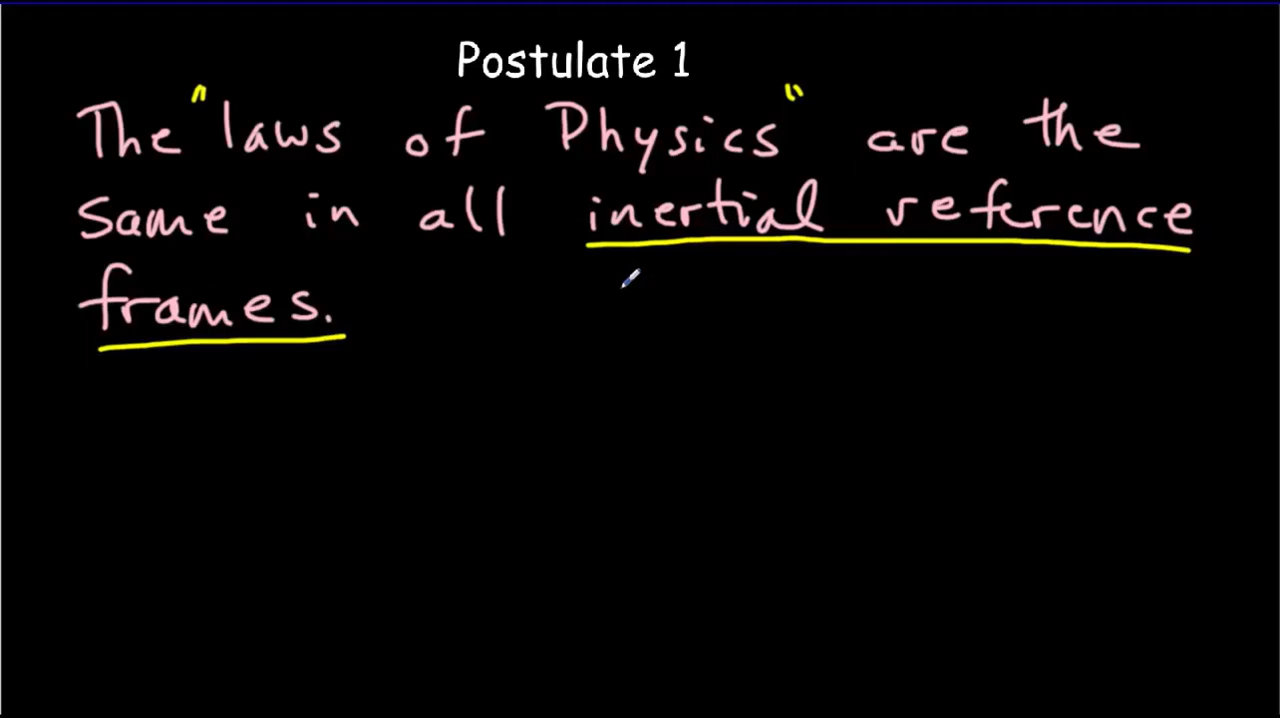 Postulate 1
The "laws of Physics" are the
same in all inertial reference
frames.